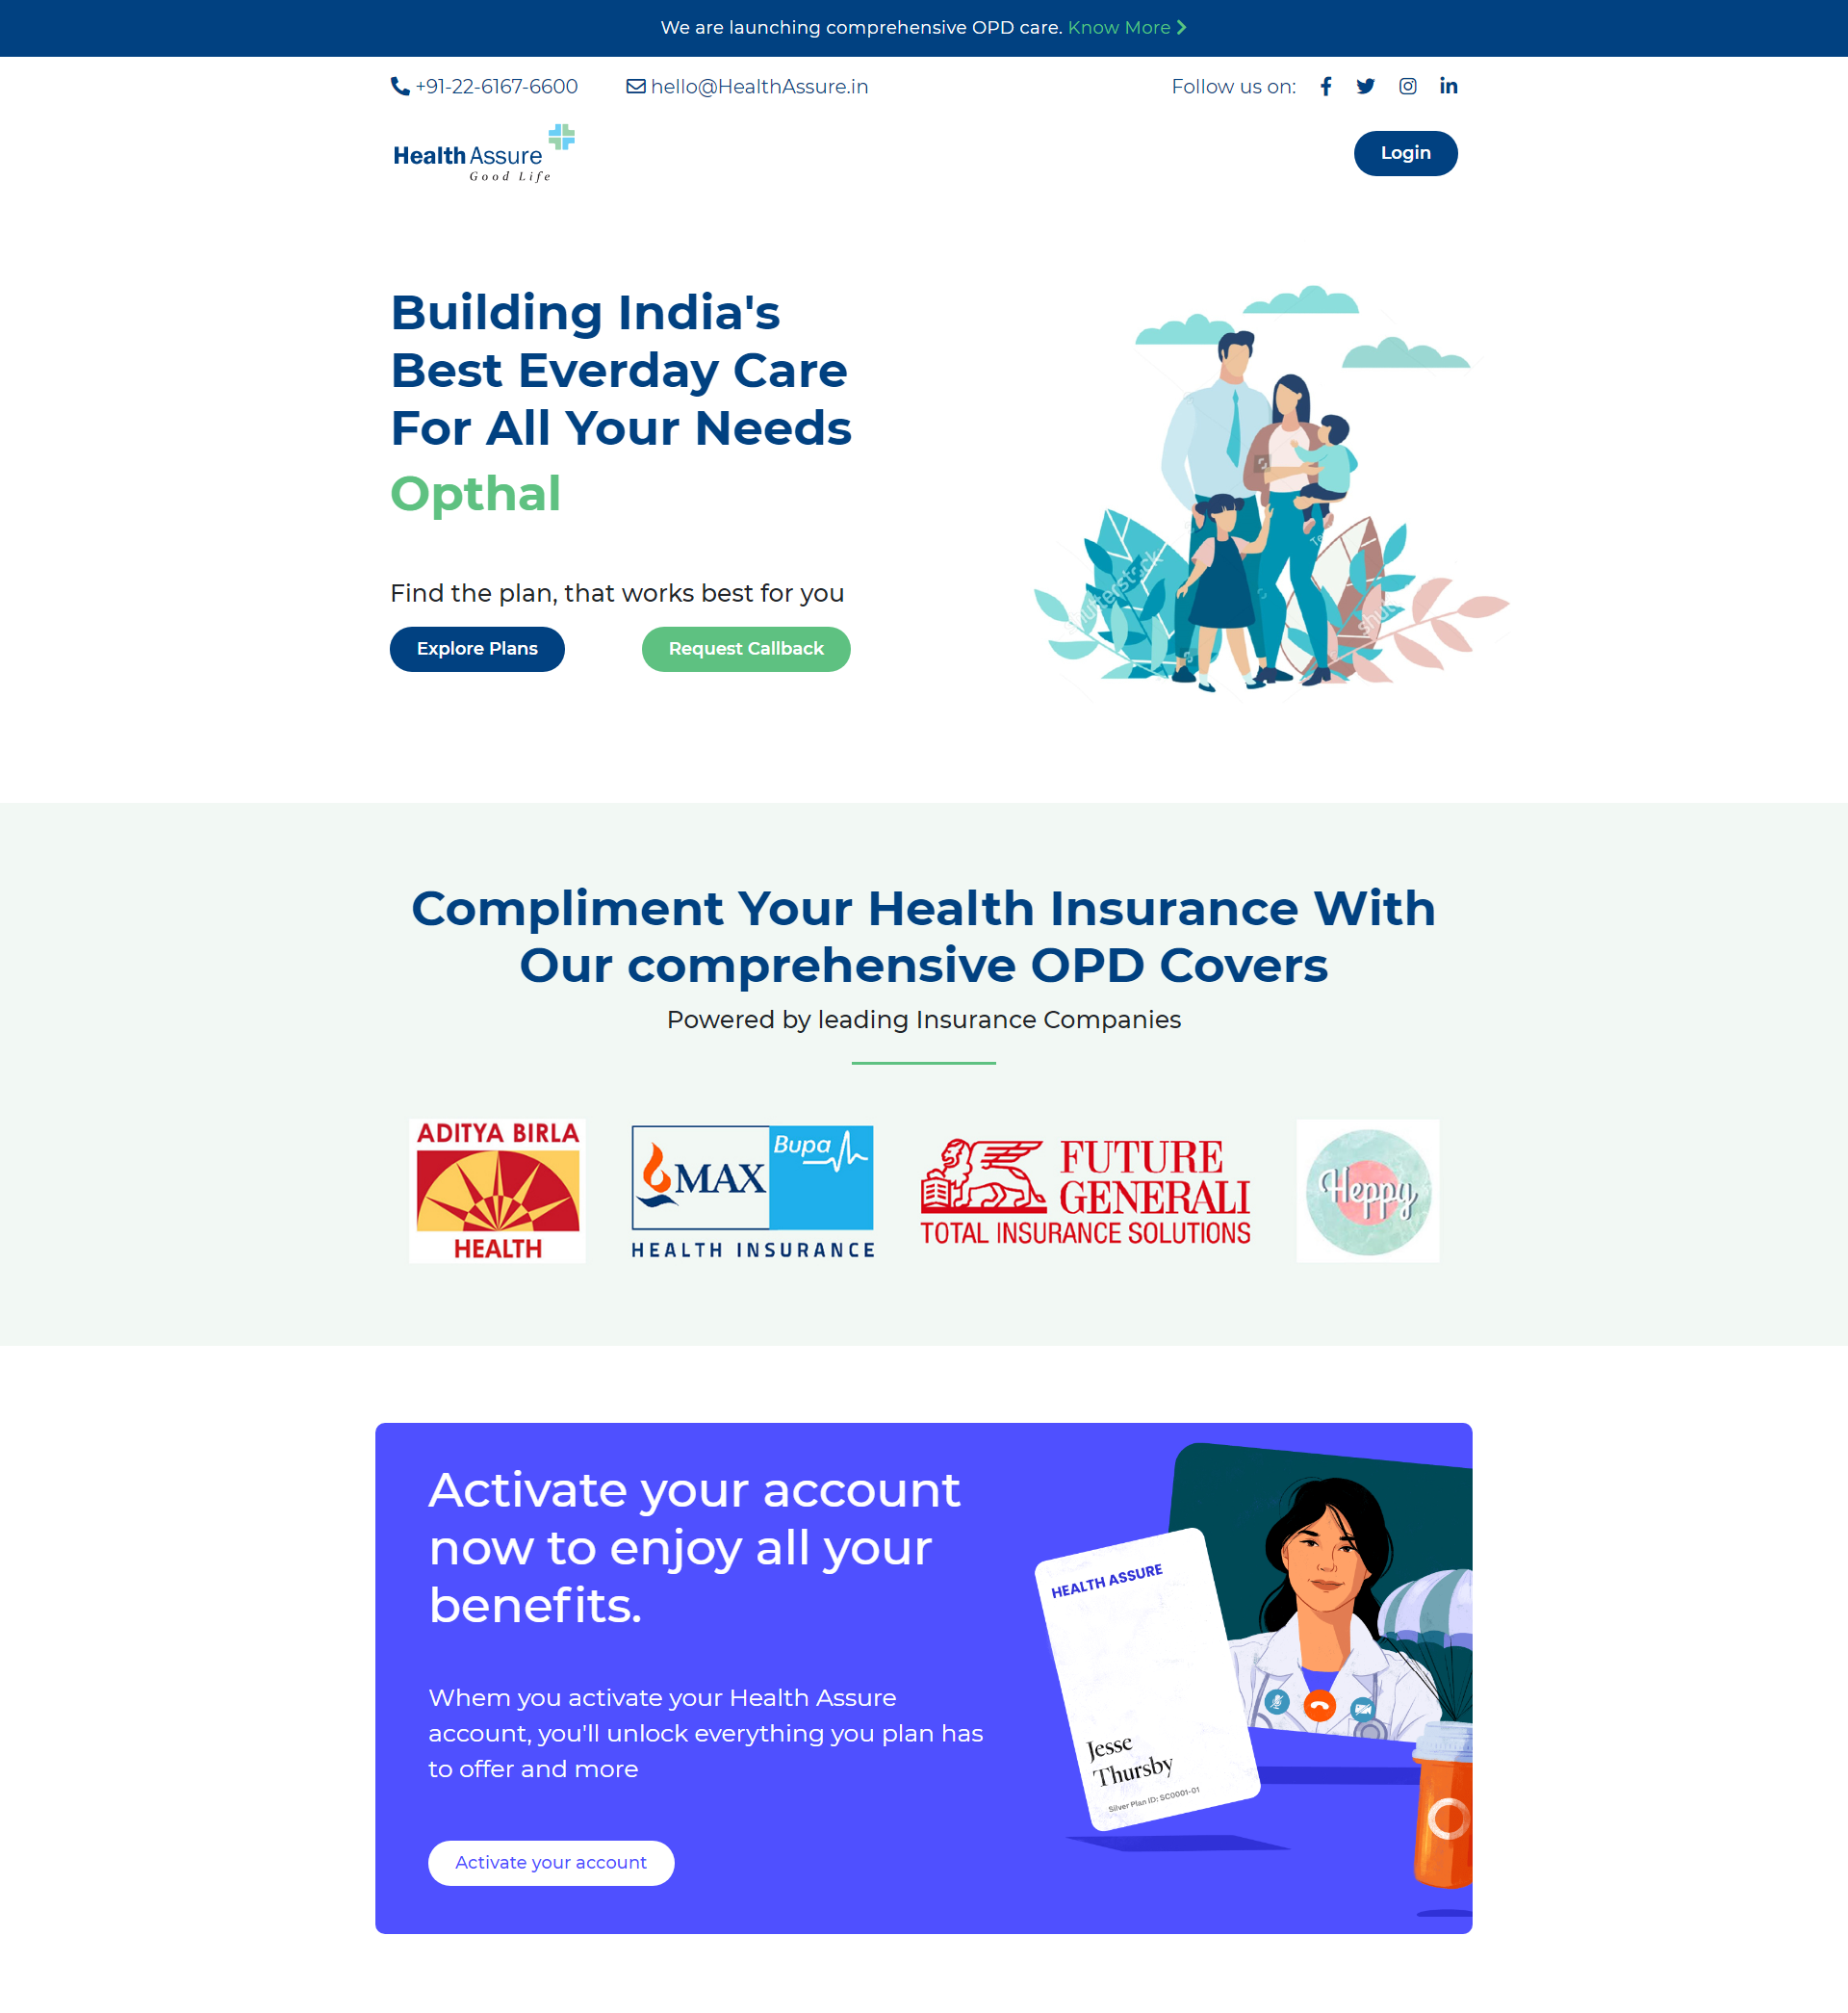 We are launching comprehensive OPD care. Know More
+91-22-6167-6600 hello@HealthAssure.in Follow us on:
Health Assure
Good Life
Login
Building India's
Best Everday Care
For All Your Needs
Opthal
Find the plan, that works best for you
Explore Plans Request Callback
shutterstock
shut
Compliment Your Health Insurance With
Our comprehensive OPD Covers
Powered by leading Insurance Companies
ADITYA BIRLA
HEALTH
MAX
Bupa
HEALTH INSURANCE
FUTURE
GENERALI
TOTAL INSURANCE SOLUTIONS
Heppy
Activate your account
now to enjoy all your
benefits.
Whem you activate your Health Assure
account, you'll unlock everything you plan has
to offer and more
Activate your account
HEALTH ASSURE
Jesse
Thursby
Silver Plan ID: SC0001-01